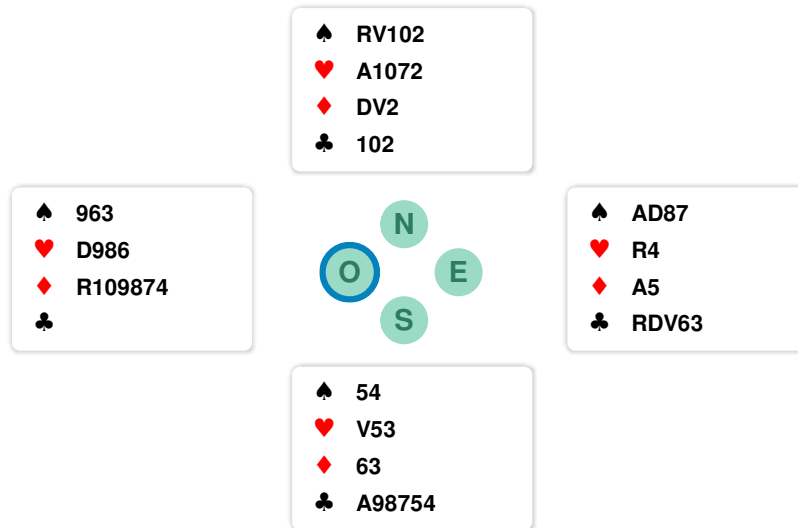 ♠ RV102
♥ A1072
♦ DV2
♣ 102
♠ 963
♥ D986
♦ R109874
♣
N
O E
S
♠ AD87
♥ R4
♦ A5
♣ RDV63
♠ 54
♥ V53
♦ 63
♣ A98754